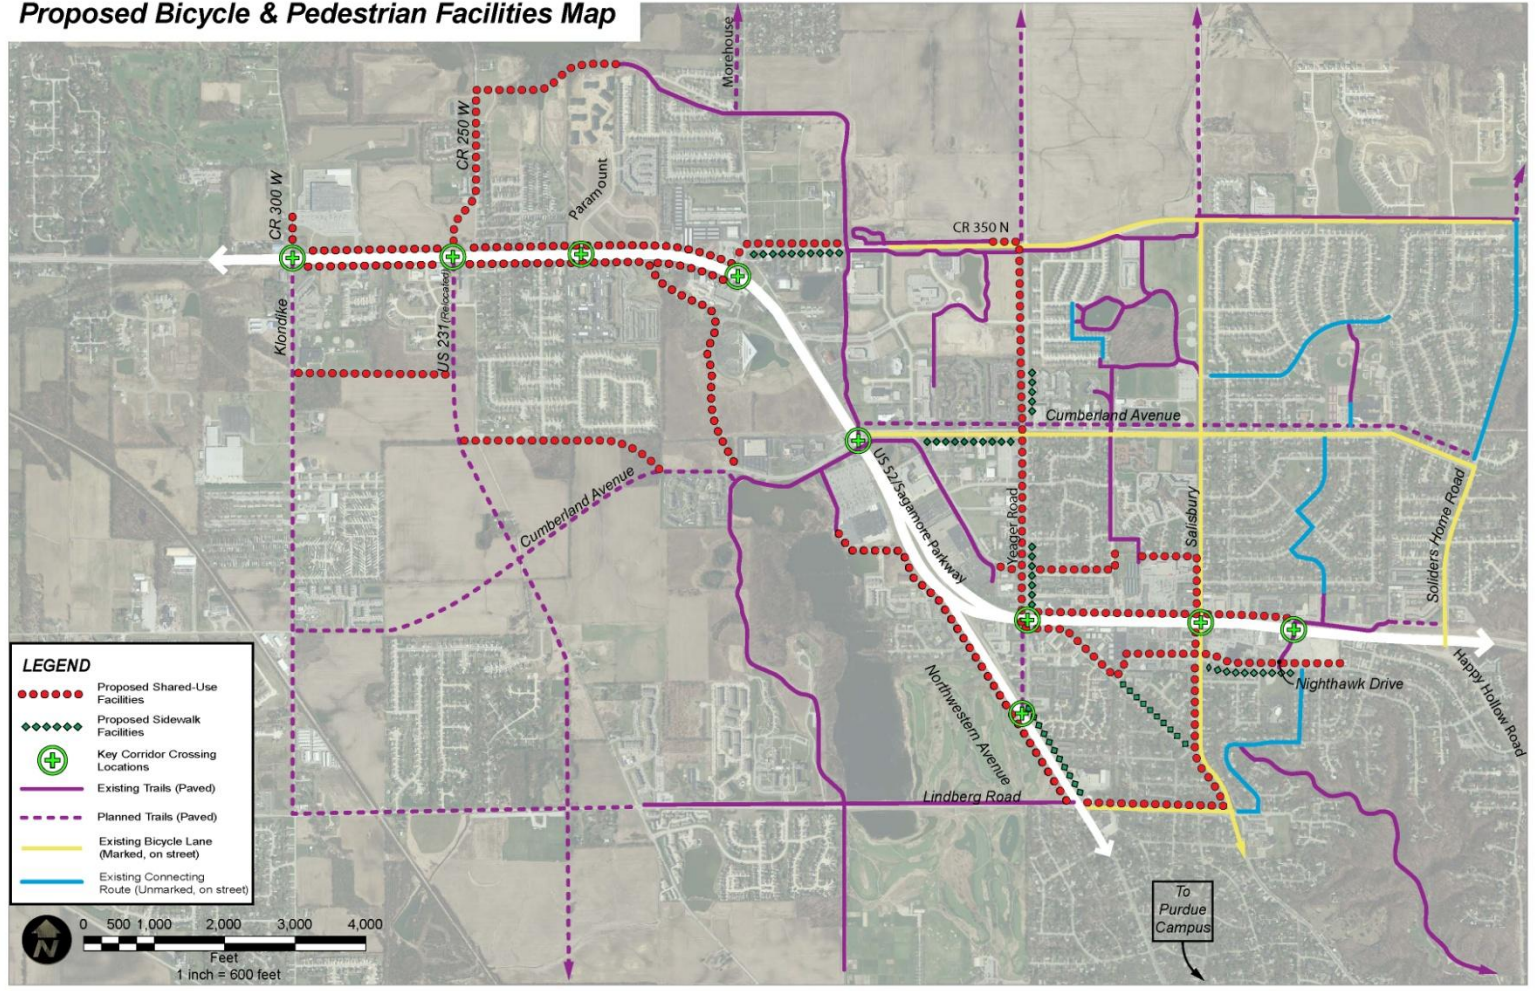 Proposed Bicycle & Pedestrian Facilities Map
Morehouse
CR 250 W
CR 300 W
Paramount
CR 350 N
Klondike
US 231 (Relocated)
Cumberland Avenue
Cumberland Avenue
US 52/Sagamore Parkway
Yeager Road
Salisbury
Soliders Home Road
Northwestern Avenue
Nighthawk Drive
Happy Hollow Road
Lindberg Road
To
Purdue
Campus
LEGEND
Proposed Shared-Use
Facilities
Proposed Sidewalk
Facilities
Key Corridor Crossing
Locations
Existing Trails (Paved)
Planned Trails (Paved)
Existing Bicycle Lane
(Marked, on street)
Existing Connecting
Route (Unmarked, on street)
N
0 500 1,000 2,000 3,000 4,000
Feet
1 inch = 600 feet